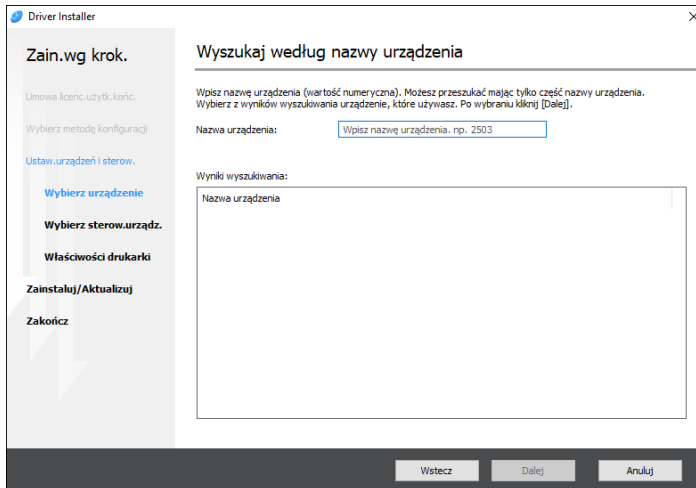 Driver Installer
Zain.wg krok.
Umowa licenc.użytk.końc.
Wybierz metodę konfiguracji
Ustaw.urządzeń i sterow.
Wybierz urządzenie
Wybierz sterow.urządz.
Właściwości drukarki
Zainstaluj/Aktualizuj
Zakończ
Wyszukaj według nazwy urządzenia
Wpisz nazwę urządzenia (wartość numeryczna). Możesz przeszukać mając tylko część nazwy urządzenia.
Wybierz z wyników wyszukiwania urządzenie, które używasz. Po wybraniu kliknij [Dalej].
Nazwa urządzenia: Wpisz nazwę urządzenia. np. 2503
Wyniki wyszukiwania:
Nazwa urządzenia
Wstecz Dalej Anuluj